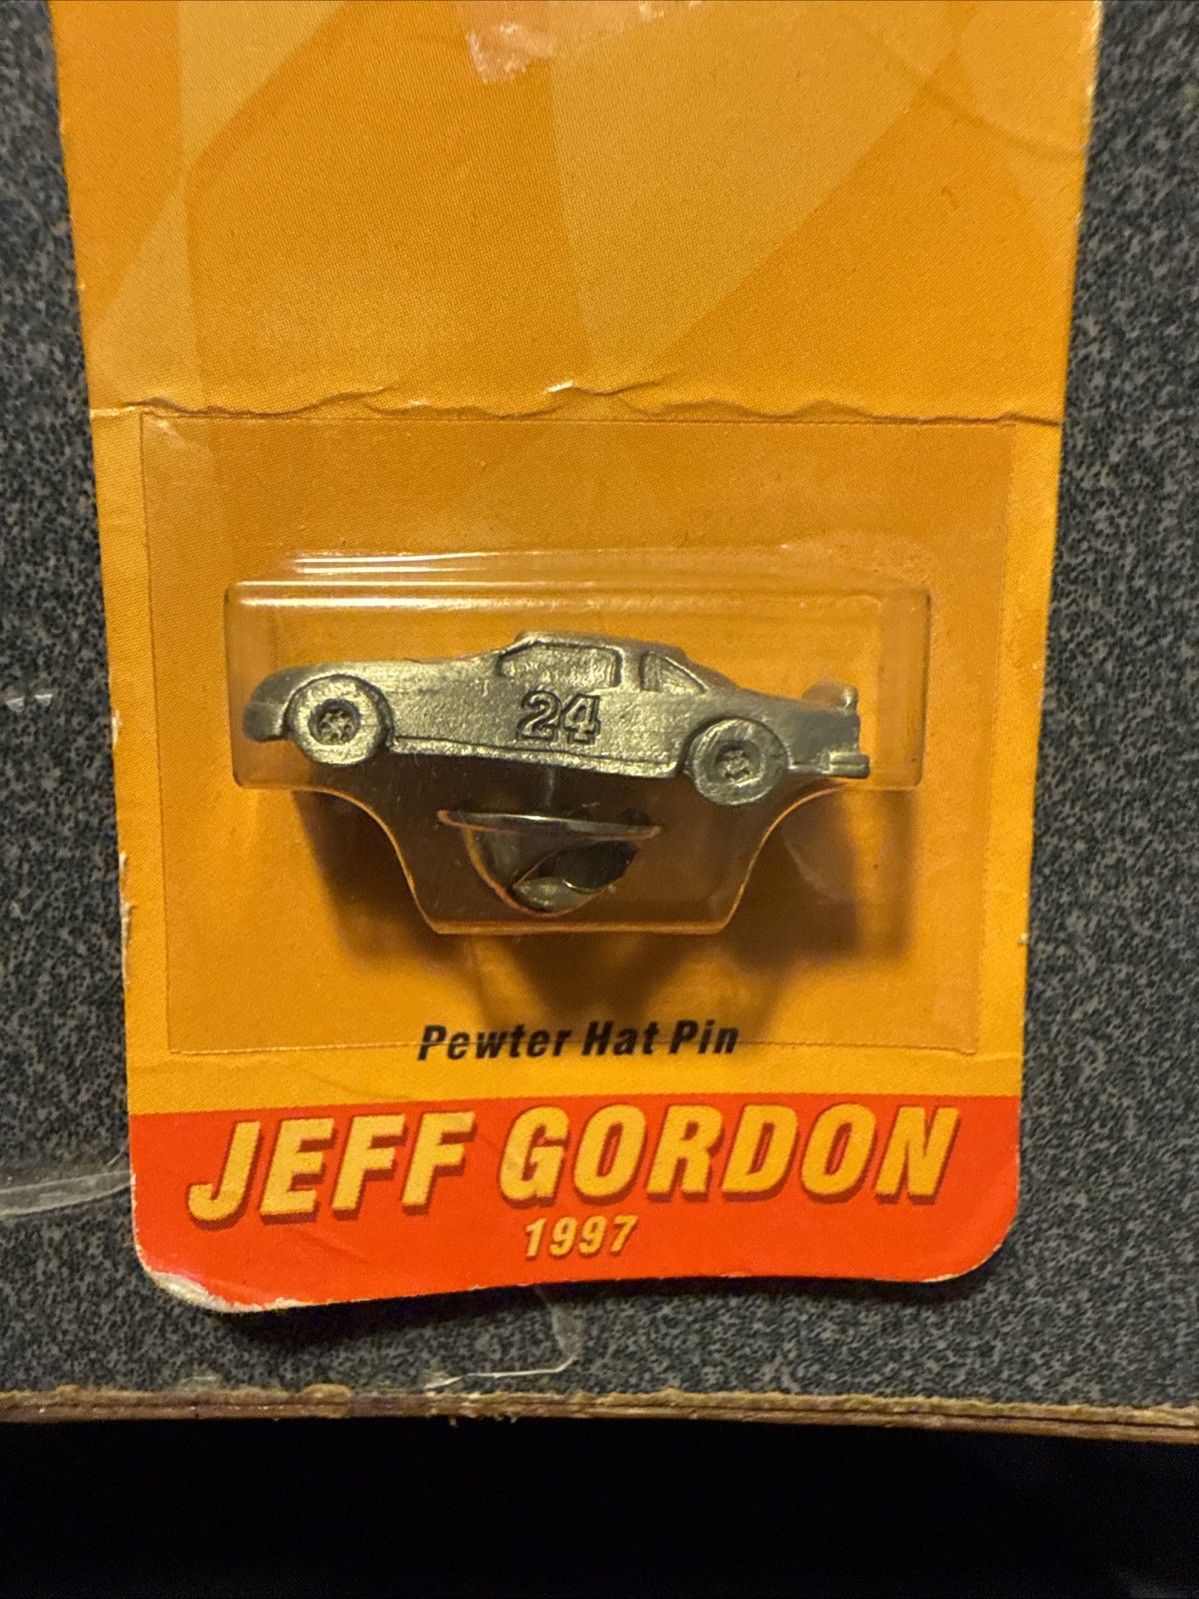 24
Pewter Hat Pin
JEFF GORDON
1997